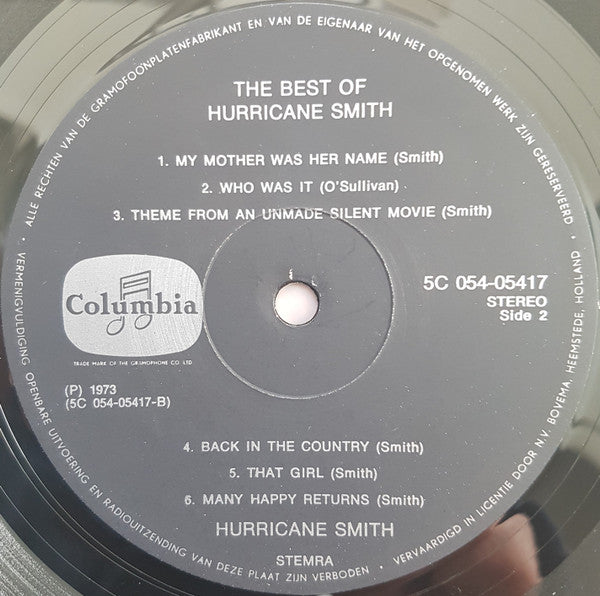 • ALLE RECHTEN VAN DE GRAMOFOONPLATENFABRIKANT EN VAN DE EIGENAAR VAN HET OPGENOMEN WERK ZIJN GERESERVEERD •
THE BEST OF
HURRICANE SMITH
1. MY MOTHER WAS HER NAME (Smith)
2. WHO WAS IT (O'Sullivan)
3. THEME FROM AN UNMADE SILENT MOVIE (Smith)
Columbia
TRADE MARK OF THE GRAMOPHONE CO. LTD.
5C 054-05417
STEREO
Side 2
(P) 1973
(5C 054-05417-B)
4. BACK IN THE COUNTRY (Smith)
5. THAT GIRL (Smith)
6. MANY HAPPY RETURNS (Smith)
HURRICANE SMITH
STEMRA
VERMENIGVULDIGING OPENBARE UITVOERING EN RADIOUITZENDING VAN DEZE PLAAT ZIJN VERBODEN •
VERVAARDIGD IN LICENTIE DOOR N.V. BOVEMA, HEEMSTEDE, HOLLAND